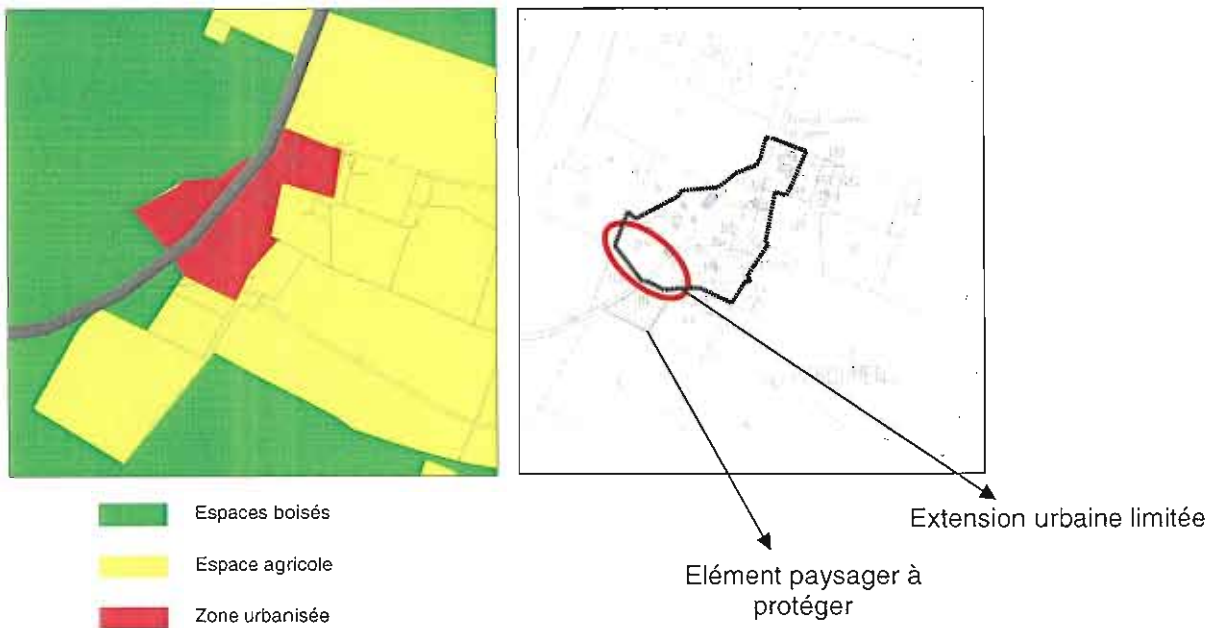 Espaces boisés
Espace agricole
Zone urbanisée
Extension urbaine limitée
Elément paysager à
protéger